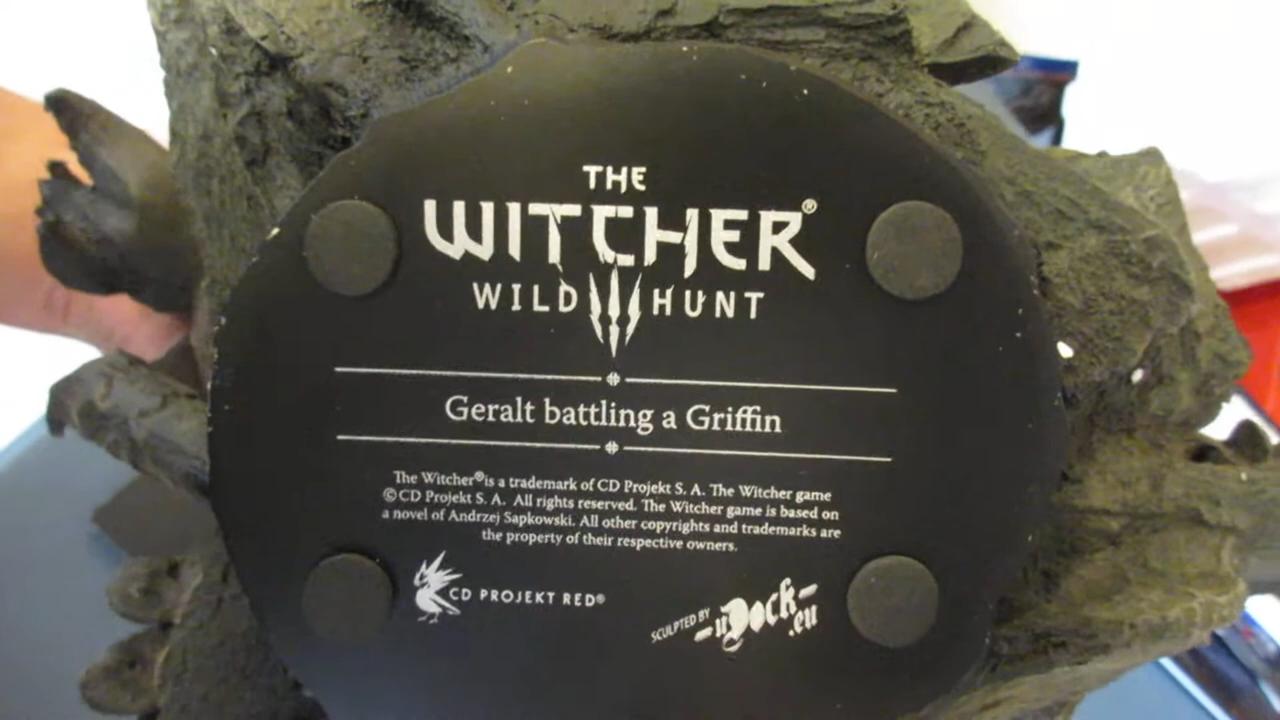 THE
WITCHER®
WILD HUNT
Geralt battling a Griffin
The Witcher®is a trademark of CD Projekt S. A. The Witcher game
©CD Projekt S. A. All rights reserved. The Witcher game is based on
a novel of Andrzej Sapkowski. All other copyrights and trademarks are
the property of their respective owners.
CD PROJEKT RED®
SCULPTED BY
-uDock-
.eu